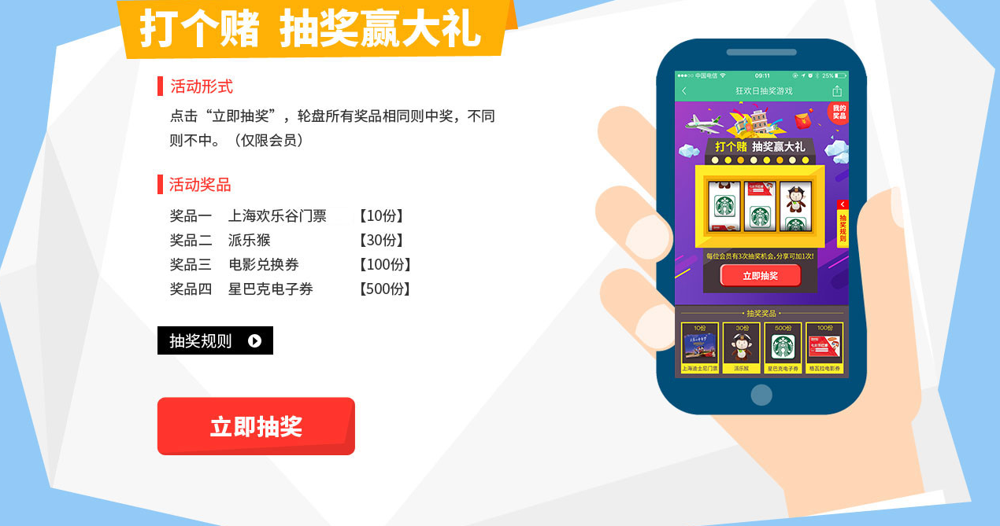 打个赌 抽奖赢大礼
活动形式
点击“立即抽奖”，轮盘所有奖品相同则中奖，不同
则不中。（仅限会员）
活动奖品
奖品一 上海欢乐谷门票 【10份】
奖品二 派乐猴 【30份】
奖品三 电影兑换券 【100份】
奖品四 星巴克电子券 【500份】
抽奖规则
立即抽奖
中国电信 09:11 25%
狂欢日抽奖游戏
我的
奖品
打个赌 抽奖赢大礼
抽奖规则
每位会员有3次抽奖机会,分享可加1次!
立即抽奖
抽奖奖品
10份 30份 500份 100份
上海迪士尼门票 派乐猴 星巴克电子券 格瓦拉电影券